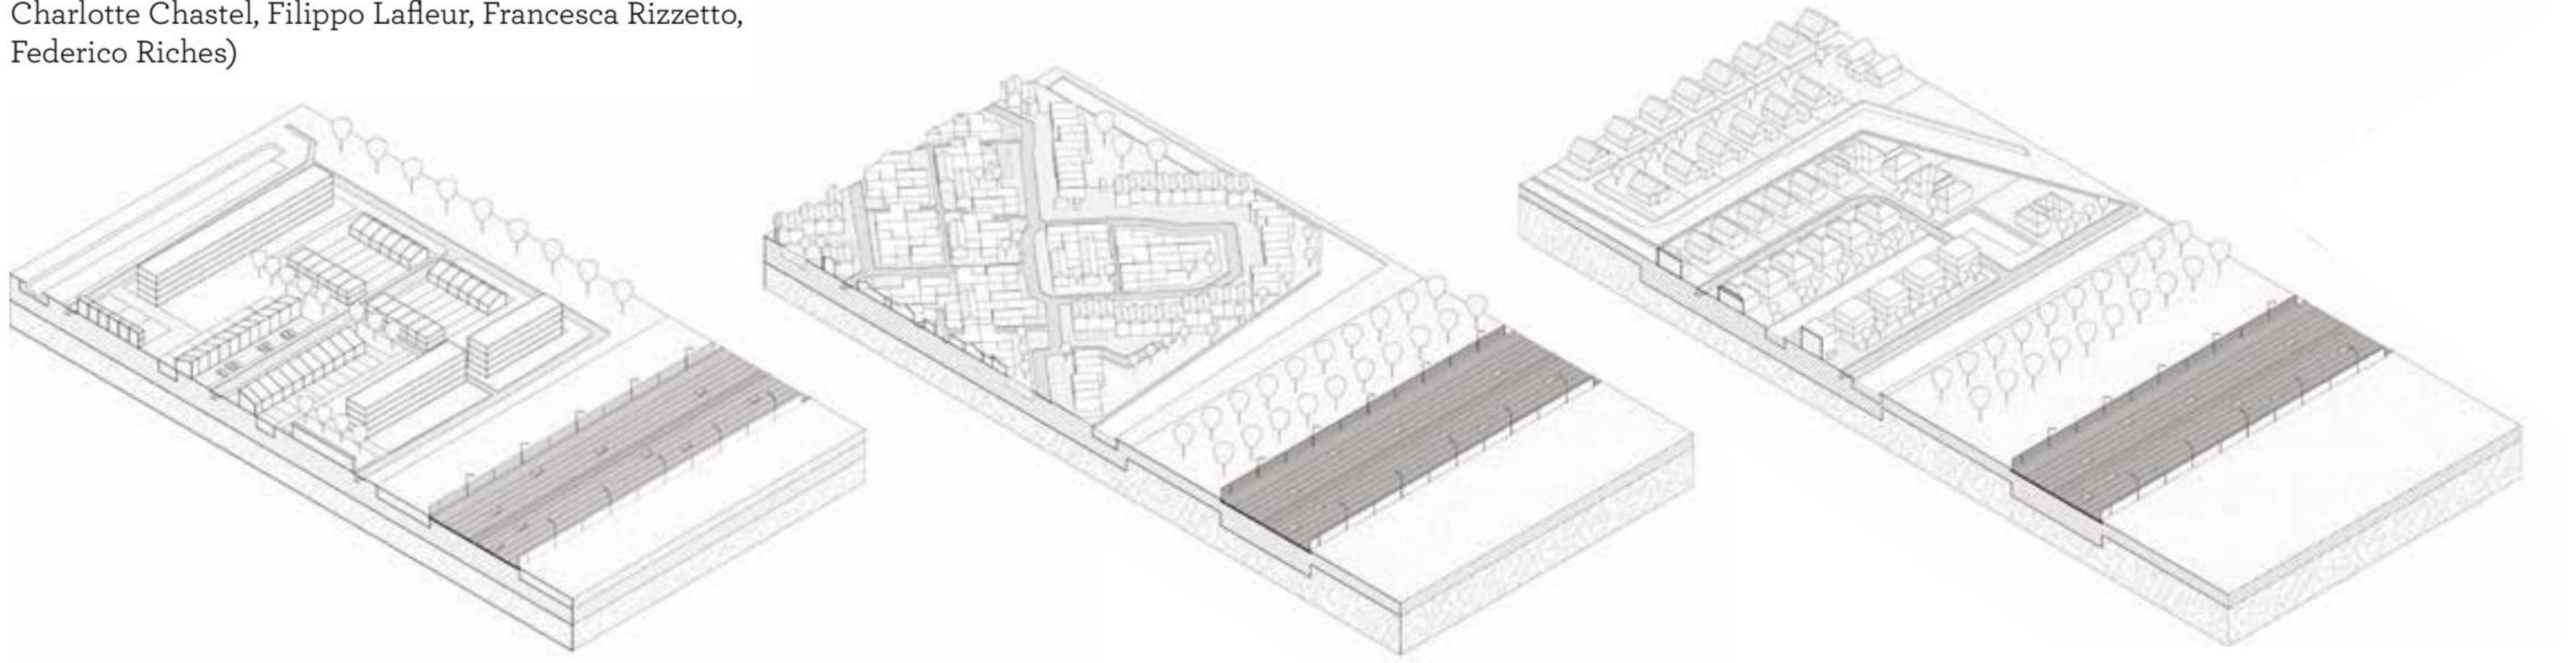 Charlotte Chastel, Filippo Lafleur, Francesca Rizzetto,
Federico Riches)